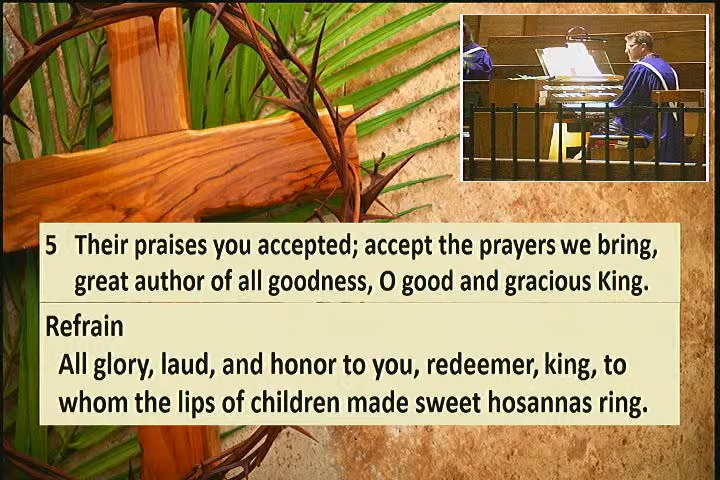 5 Their praises you accepted; accept the prayers we bring,
great author of all goodness, O good and gracious King.
Refrain
All glory, laud, and honor to you, redeemer, king, to
whom the lips of children made sweet hosannas ring.